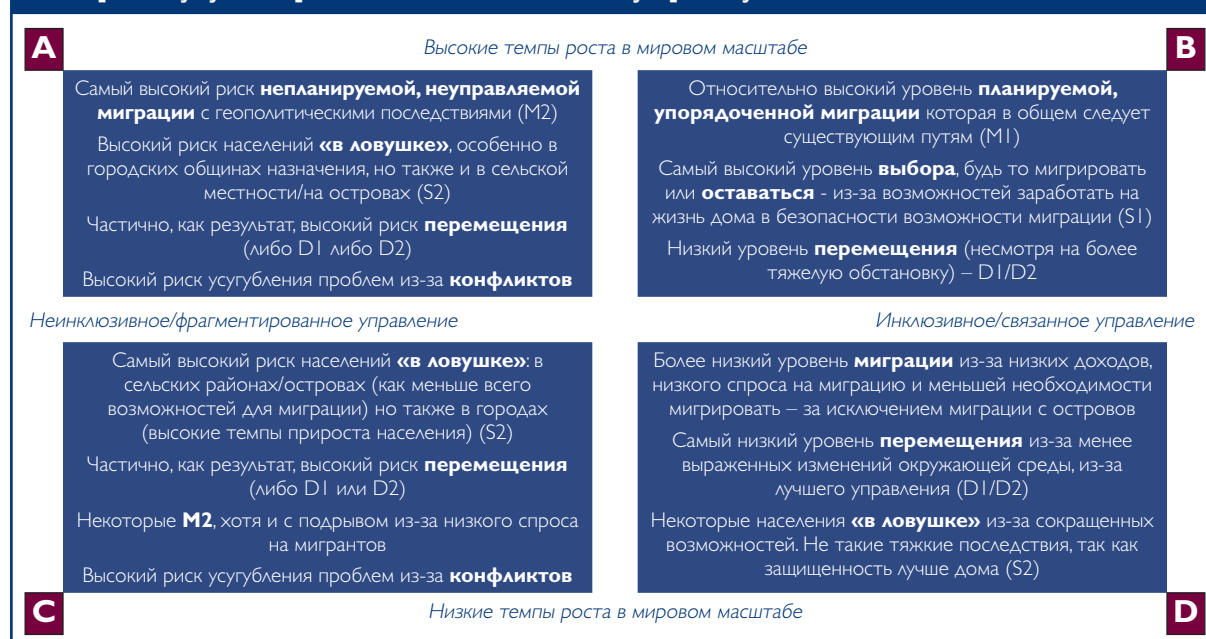 A
Высокие темпы роста в мировом масштабе
B
Самый высокий риск непланируемой, неуправляемой
миграции с геополитическими последствиями (M2)
Высокий риск населений «в ловушке», особенно в
городских общинах назначения, но также и в сельской
местности/на островах (S2)
Частично, как результат, высокий риск перемещения
(либо D1 либо D2)
Высокий риск усугубления проблем из-за конфликтов
Относительно высокий уровень планируемой,
упорядоченной миграции которая в общем следует
существующим путям (M1)
Самый высокий уровень выбора, будь то мигрировать
или оставаться - из-за возможностей заработать на
жизнь дома в безопасности возможности миграции (S1)
Низкий уровень перемещения (несмотря на более
тяжелую обстановку) – D1/D2
Неинклюзивное/фрагментированное управление
Инклюзивное/связанное управление
Самый высокий риск населений «в ловушке»: в
сельских районах/островах (как меньше всего
возможностей для миграции) но также в городах
(высокие темпы прироста населения) (S2)
Частично, как результат, высокий риск перемещения
(либо D1 или D2)
Некоторые M2, хотя и с подрывом из-за низкого спроса
на мигрантов
Высокий риск усугубления проблем из-за конфликтов
Более низкий уровень миграции из-за низких доходов,
низкого спроса на миграцию и меньшей необходимости
мигрировать – за исключением миграции с островов
Самый низкий уровень перемещения из-за менее
выраженных изменений окружающей среды, из-за
лучшего управления (D1/D2)
Некоторые населения «в ловушке» из-за сокращенных
возможностей. Не такие тяжкие последствия, так как
защищенность лучше дома (S2)
C
Низкие темпы роста в мировом масштабе
D